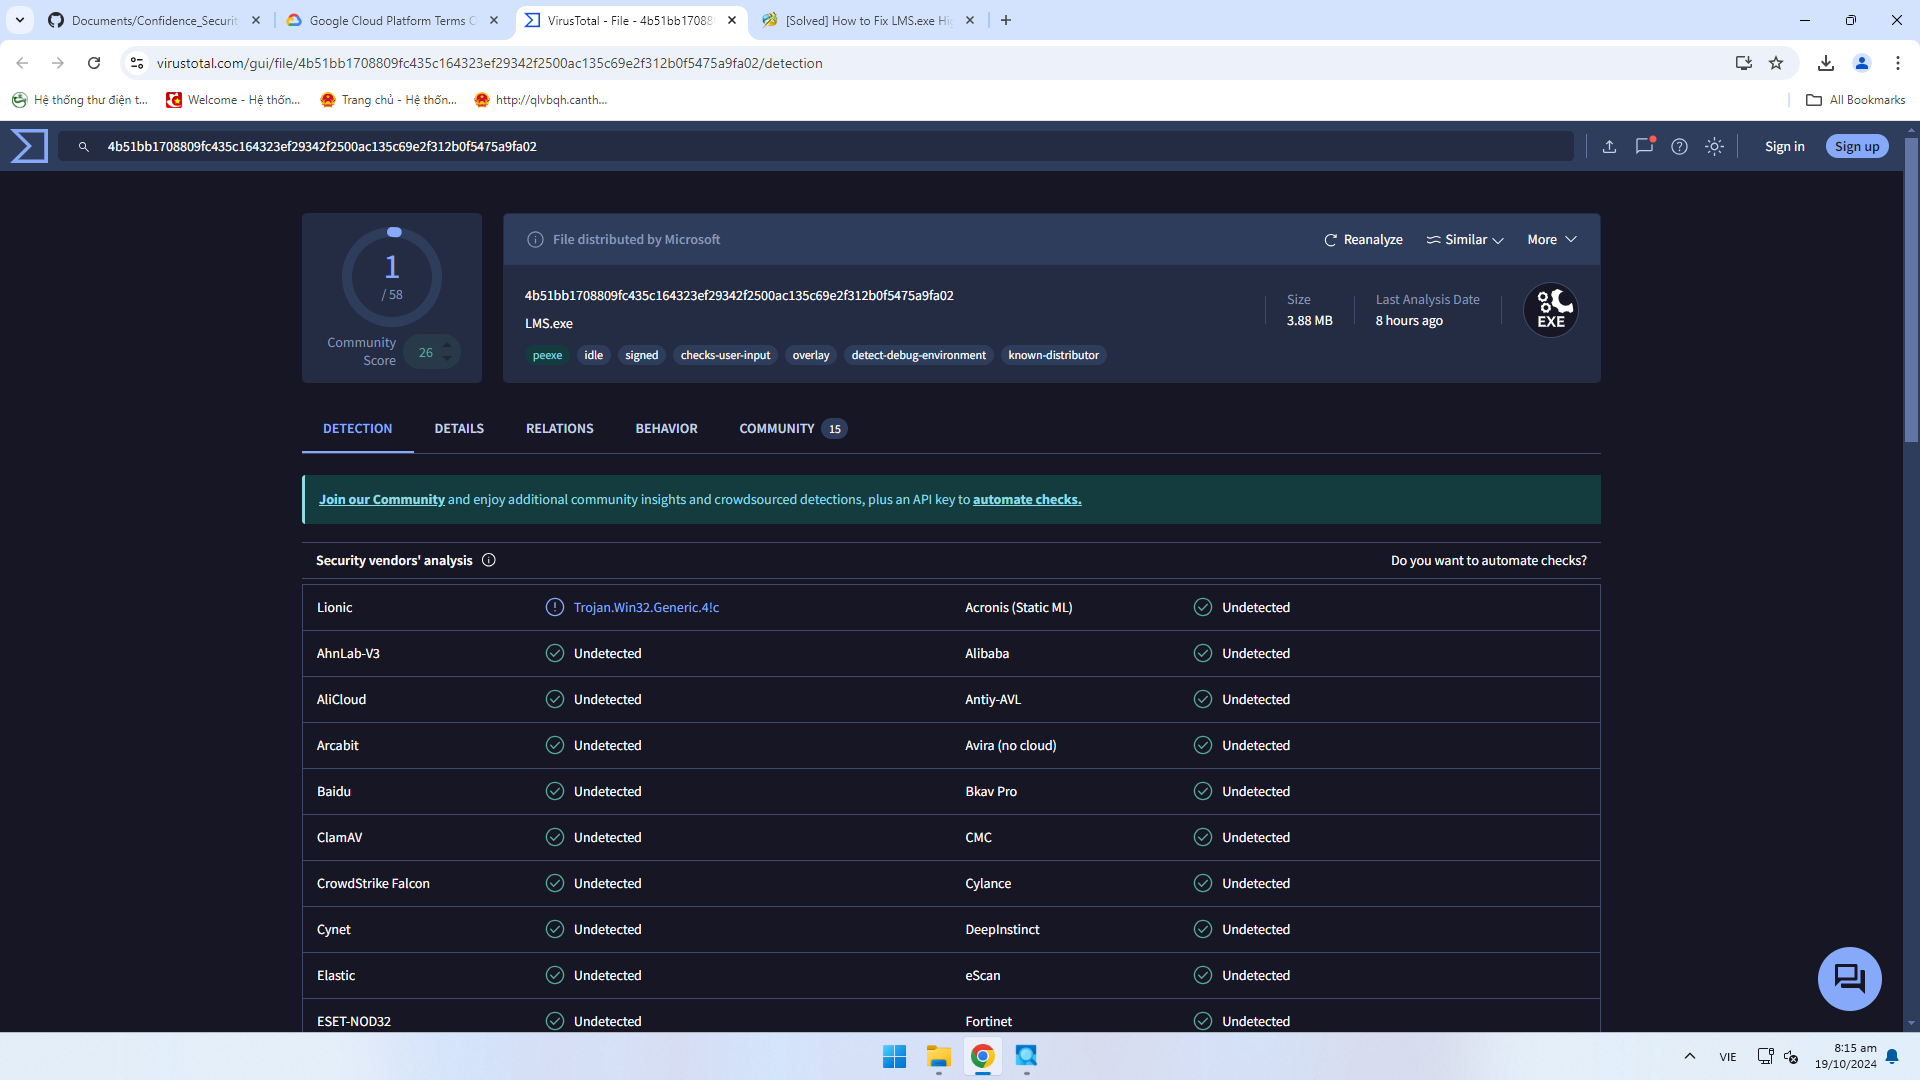 Documents/Confidence_Securit
Google Cloud Platform Terms O
VirusTotal - File - 4b51bb17088
[Solved] How to Fix LMS.exe Hig
virustotal.com/gui/file/4b51bb1708809fc435c164323ef29342f2500ac135c69e2f312b0f5475a9fa02/detection
Hệ thống thư điện t...
Welcome - Hệ thốn...
Trang chủ - Hệ thốn...
http://qlvbqh.canth...
All Bookmarks
4b51bb1708809fc435c164323ef29342f2500ac135c69e2f312b0f5475a9fa02
Sign in
Sign up
1
/ 58
Community Score
26
File distributed by Microsoft
Reanalyze
Similar
More
4b51bb1708809fc435c164323ef29342f2500ac135c69e2f312b0f5475a9fa02
LMS.exe
Size
3.88 MB
Last Analysis Date
8 hours ago
EXE
peexe
idle
signed
checks-user-input
overlay
detect-debug-environment
known-distributor
DETECTION
DETAILS
RELATIONS
BEHAVIOR
COMMUNITY 15
Join our Community and enjoy additional community insights and crowdsourced detections, plus an API key to automate checks.
Security vendors' analysis
Do you want to automate checks?
Lionic Trojan.Win32.Generic.4!c Acronis (Static ML) Undetected
AhnLab-V3 Undetected Alibaba Undetected
AliCloud Undetected Antiy-AVL Undetected
Arcabit Undetected Avira (no cloud) Undetected
Baidu Undetected Bkav Pro Undetected
ClamAV Undetected CMC Undetected
CrowdStrike Falcon Undetected Cylance Undetected
Cynet Undetected DeepInstinct Undetected
Elastic Undetected eScan Undetected
ESET-NOD32 Undetected Fortinet Undetected
VIE
8:15 am
19/10/2024